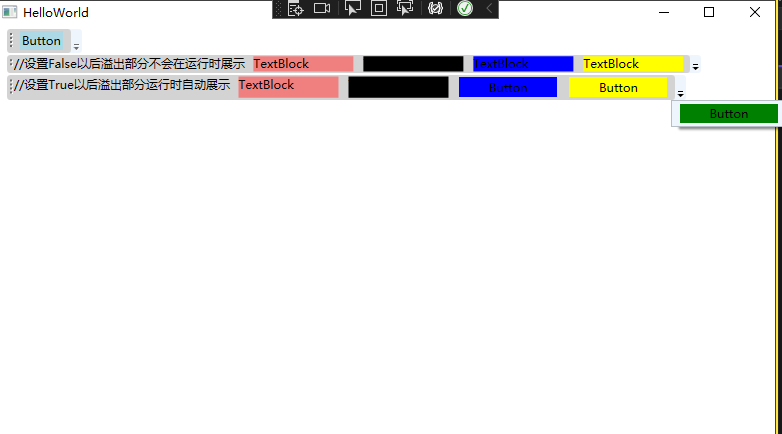 HelloWorld
Button
//设置False以后溢出部分不会在运行时展示 TextBlock TextBlock TextBlock
//设置True以后溢出部分运行时自动展示 TextBlock Button Button
Button